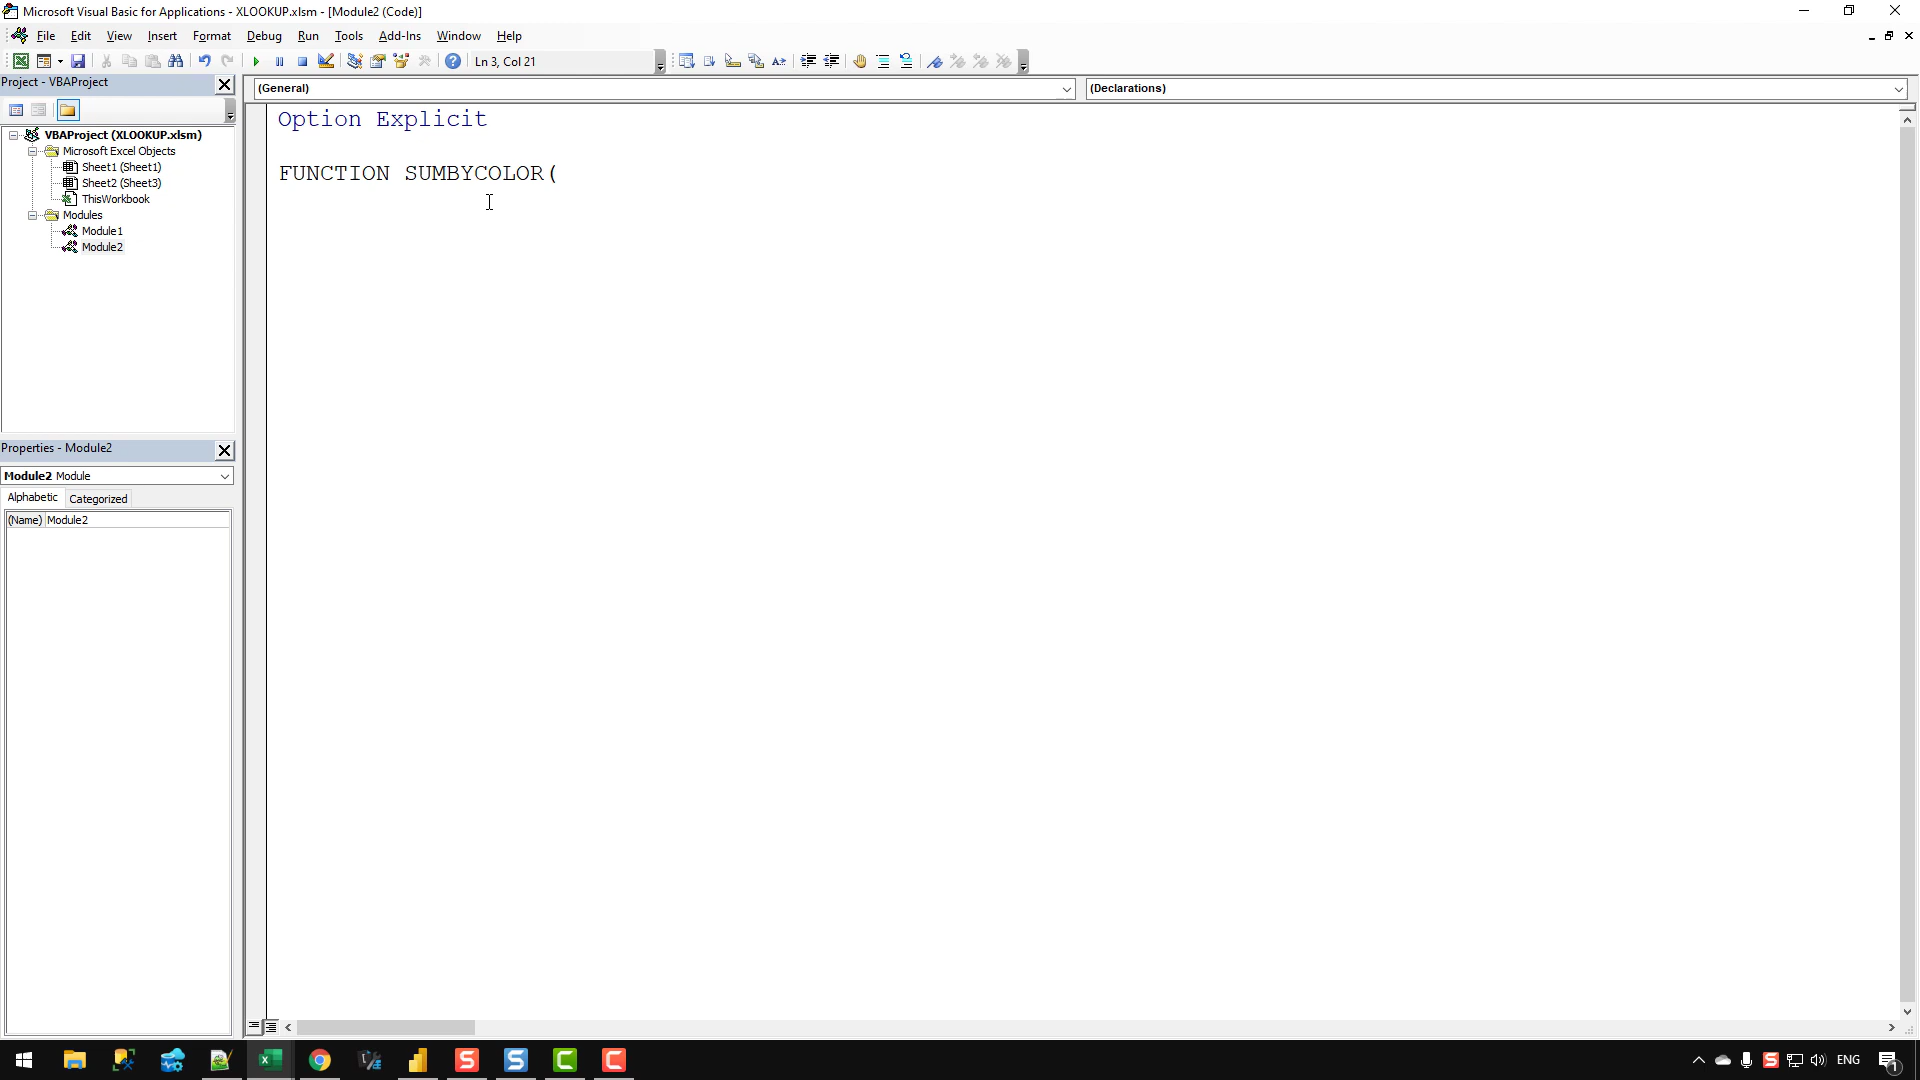 Microsoft Visual Basic for Applications - XLOOKUP.xlsm - [Module2 (Code)]
File Edit View Insert Format Debug Run Tools Add-Ins Window Help
Ln 3, Col 21
Project - VBAProject
(General)
(Declarations)
VBAProject (XLOOKUP.xlsm)
Microsoft Excel Objects
Sheet1 (Sheet1)
Sheet2 (Sheet3)
ThisWorkbook
Modules
Module1
Module2
Option Explicit
FUNCTION SUMBYCOLOR(
Properties - Module2
Module2 Module
Alphabetic Categorized
(Name) Module2
ENG
1